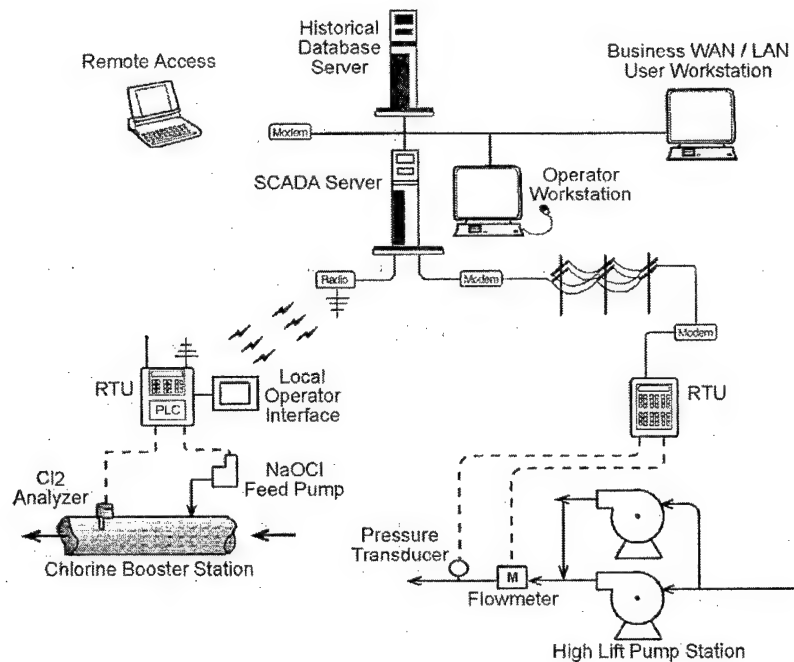 Historical
Database
Server
Remote Access
Business WAN / LAN
User Workstation
Modem
SCADA Server
Operator
Workstation
Radio
Modem
Modem
RTU
PLC
Local
Operator
Interface
RTU
Cl2
Analyzer
NaOCl
Feed Pump
Chlorine Booster Station
Pressure
Transducer
M
Flowmeter
High Lift Pump Station